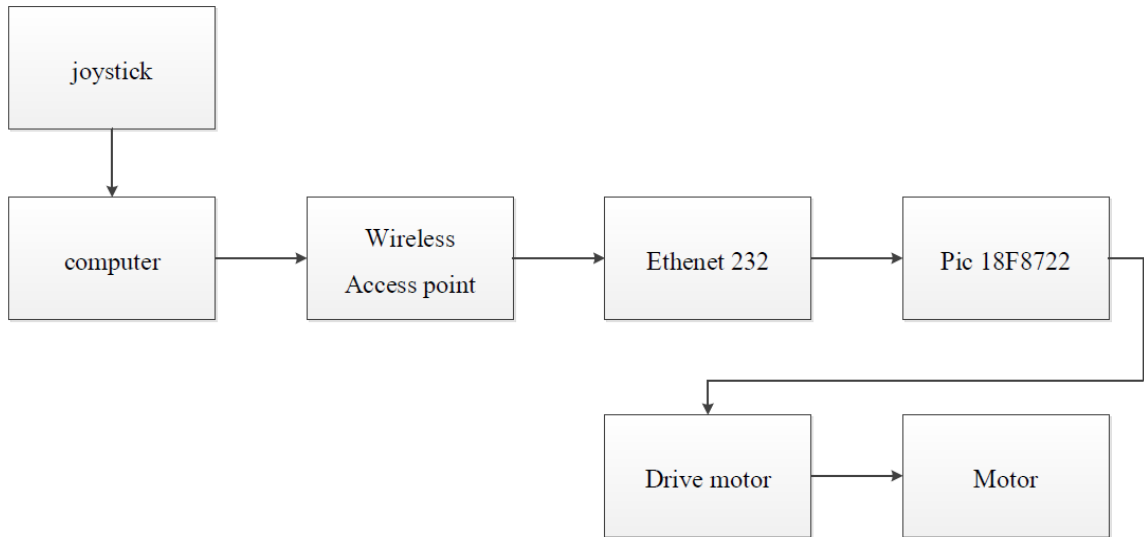 joystick
computer
Wireless
Access point
Ethenet 232
Pic 18F8722
Drive motor
Motor